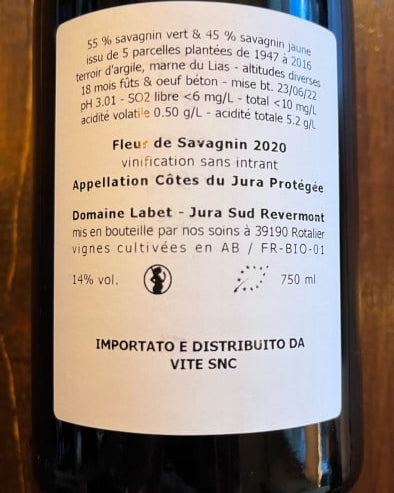 55 % savagnin vert & 45 % savagnin jaune
issu de 5 parcelles plantées de 1947 à 2016
terroir d'argile, marne du Lias - altitudes diverses
18 mois fûts & oeuf béton - mise bt. 23/06/22
pH 3.01 - SO2 libre <6 mg/L - total <10 mg/L
acidité volatile 0.50 g/L - acidité totale 5.2 g/L
Fleur de Savagnin 2020
vinification sans intrant
Appellation Côtes du Jura Protégée
Domaine Labet - Jura Sud Revermont
mis en bouteille par nos soins à 39190 Rotalier
vignes cultivées en AB / FR-BIO-01
14% vol. 750 ml
IMPORTATO E DISTRIBUITO DA
VITE SNC